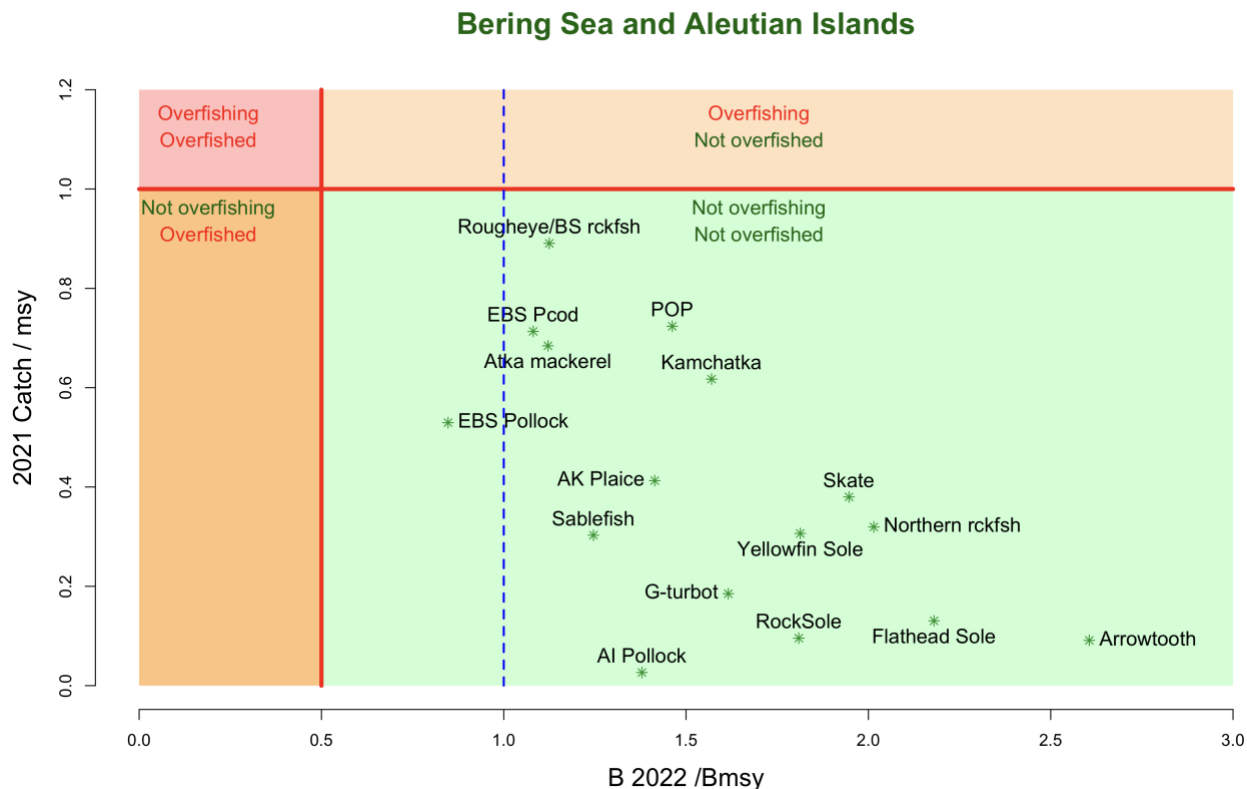 Bering Sea and Aleutian Islands
2021 Catch / msy
1.2
1.0
0.8
0.6
0.4
0.2
0.0
Overfishing
Overfished
Overfishing
Not overfished
Not overfishing
Overfished
Not overfishing
Not overfished
Rougheye/BS rckfsh
EBS Pcod
POP
Atka mackerel
Kamchatka
EBS Pollock
AK Plaice
Skate
Sablefish
Northern rckfsh
Yellowfin Sole
G-turbot
RockSole
Flathead Sole
Arrowtooth
AI Pollock
0.0 0.5 1.0 1.5 2.0 2.5 3.0
B 2022 /Bmsy